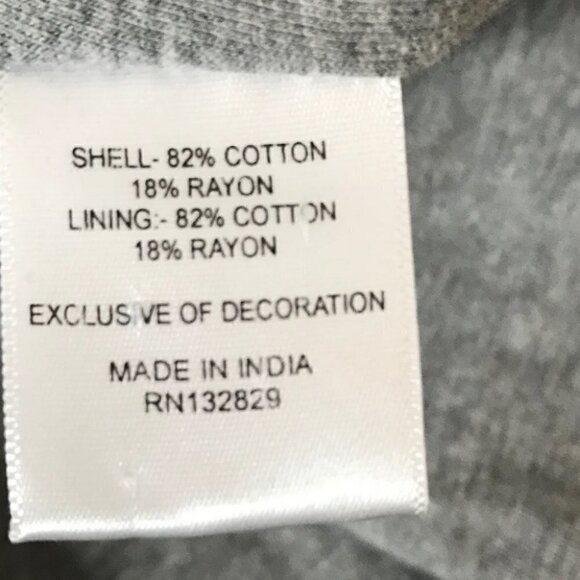 SHELL- 82% COTTON
18% RAYON
LINING:- 82% COTTON
18% RAYON
EXCLUSIVE OF DECORATION
MADE IN INDIA
RN132829